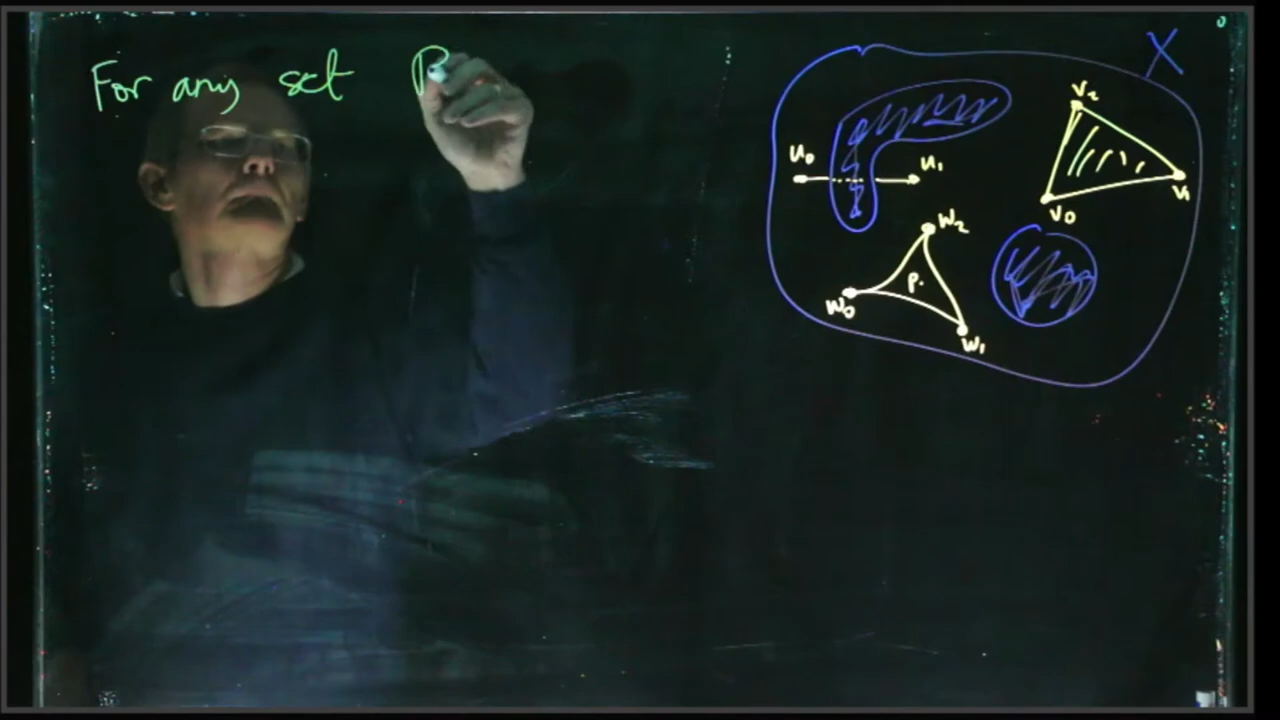 For any set P
X
V₂
U₀ U₁
V₁
V₀
W₂
P.
W₀
W₁